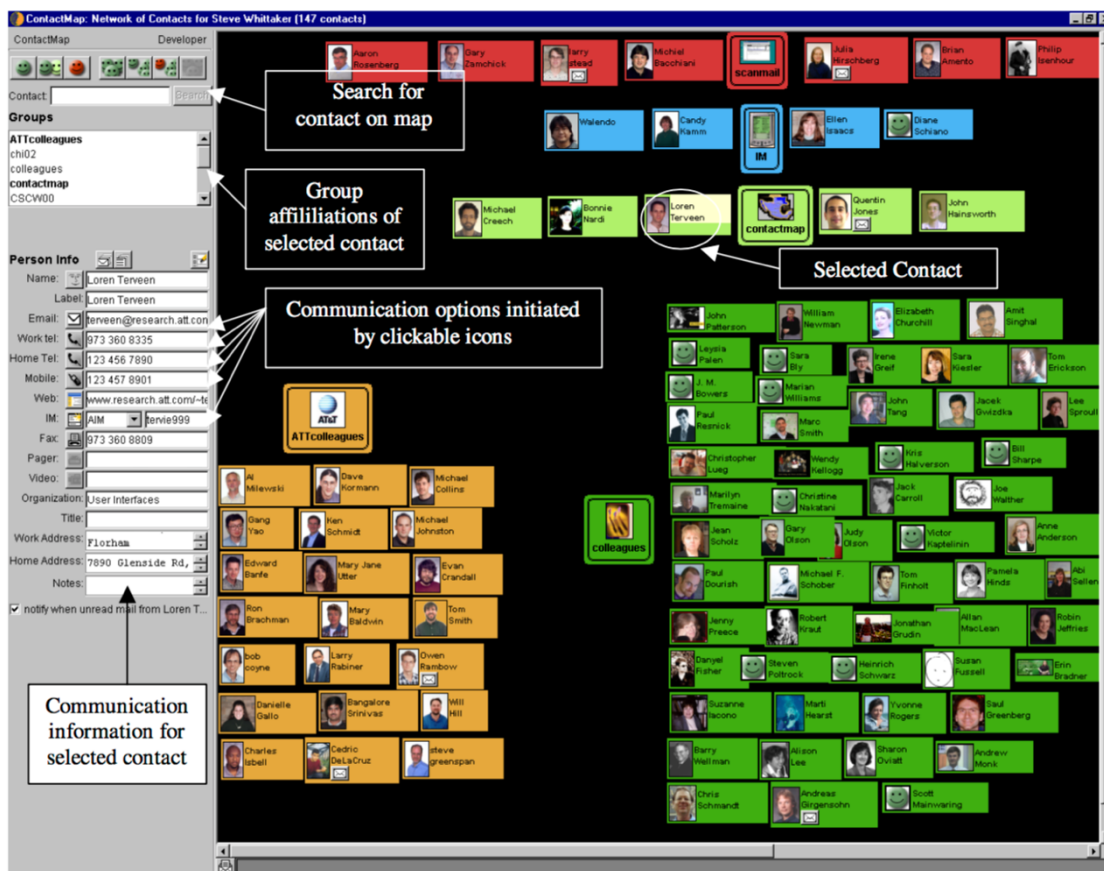 ContactMap: Network of Contacts for Steve Whittaker (147 contacts)
ContactMap Developer
Contact: Search
Groups
ATTcolleagues
chi02
colleagues
contactmap
CSCW00
Person Info
Name: Loren Terveen
Label: Loren Terveen
Email: terveen@research.att.con
Work tel: 973 360 8335
Home Tel: 123 456 7890
Mobile: 123 457 8901
Web: www.research.att.com/~te
IM: AIM tervie999
Fax: 973 360 8809
Pager:
Video:
Organization: User Interfaces
Title:
Work Address: Florham
Home Address: 7890 Glenside Rd,
Notes:
notify when unread mail from Loren T...
Search for
contact on map
Group
affililiations of
selected contact
Communication options initiated
by clickable icons
Selected Contact
Communication
information for
selected contact
Aaron
Rosenberg
Gary
Zamchick
Michiel
Bacchiani
scanmail
Julia
Hirschberg
Brian
Amento
Philip
Isenhour
Walendo
Candy
Kamm
IM
Ellen
Isaacs
Diane
Schiano
Michael
Creech
Bonnie
Nardi
Loren
Terveen
contactmap
Quentin
Jones
John
Hainsworth
AT&T
ATTcolleagues
Al
Milewski
Dave
Kormann
Michael
Collins
Gang
Yao
Ken
Schmidt
Michael
Johnston
Edward
Banfe
Mary Jane
Utter
Evan
Crandall
Ron
Brachman
Mary
Baldwin
Tom
Smith
bob
coyne
Larry
Rabiner
Owen
Rambow
Danielle
Gallo
Bangalore
Srinivas
Will
Hill
Charles
Isbell
Cedric
DeLaCruz
steve
greenspan
colleagues
John
Patterson
William
Newman
Elizabeth
Churchill
Amit
Singhal
Leysia
Palen
Sara
Bly
Irene
Greif
Sara
Kiesler
Tom
Erickson
J. M.
Bowers
Marian
Williams
John
Tang
Jacek
Gwizdka
Lee
Sproull
Paul
Resnick
Marc
Smith
Christopher
Lueg
Wendy
Kellogg
Kris
Halverson
Bill
Sharpe
Marilyn
Tremaine
Christine
Nakatani
Jack
Carroll
Joe
Walther
Jean
Scholz
Gary
Olson
Judy
Olson
Victor
Kaptelinin
Anne
Anderson
Paul
Dourish
Michael F.
Schober
Tom
Finholt
Pamela
Hinds
Abi
Sellen
Jenny
Preece
Robert
Kraut
Jonathan
Grudin
Allan
MacLean
Robin
Jeffries
Danyel
Fisher
Steven
Poltrock
Heinrich
Schwarz
Susan
Fussell
Erin
Bradner
Suzanne
Iacono
Marti
Hearst
Yvonne
Rogers
Saul
Greenberg
Barry
Wellman
Alison
Lee
Sharon
Oviatt
Andrew
Monk
Chris
Schmandt
Andreas
Girgensohn
Scott
Mainwaring